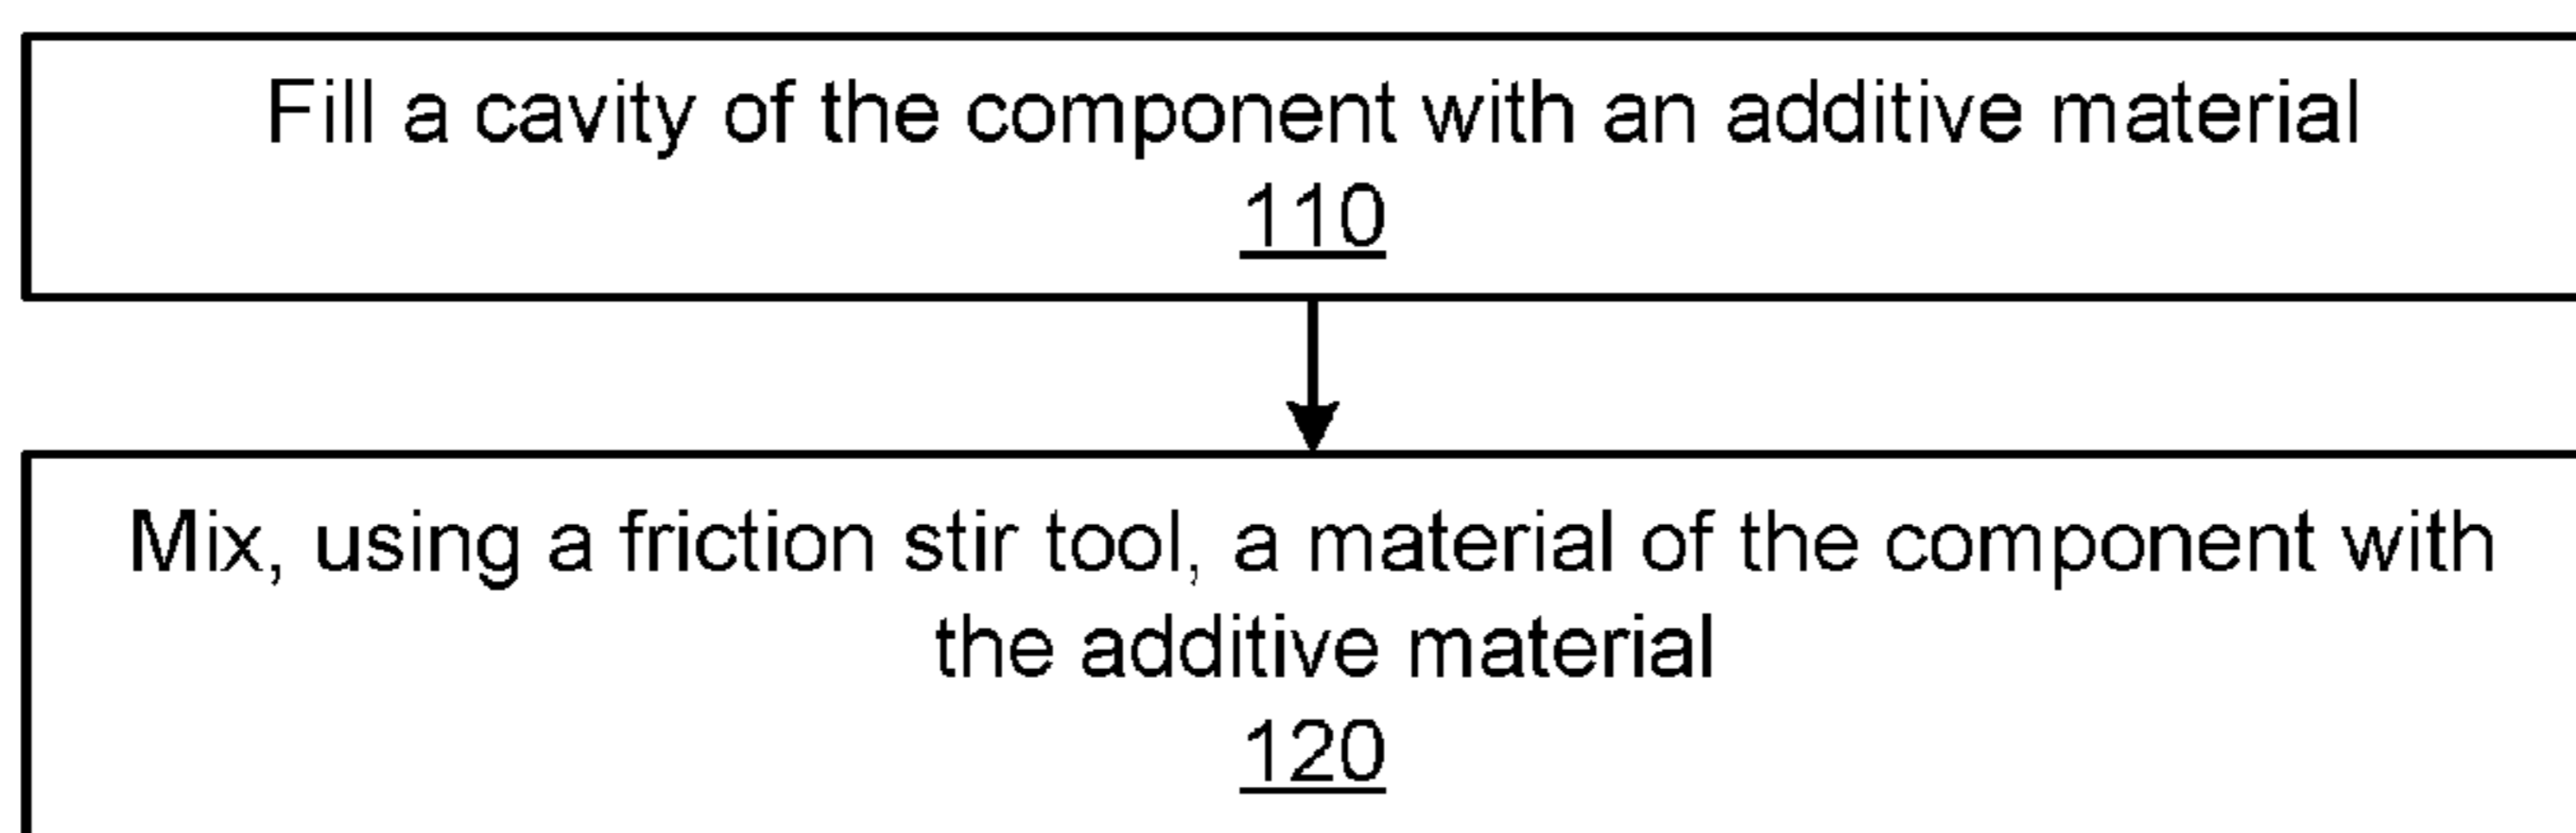 Fill a cavity of the component with an additive material
110
Mix, using a friction stir tool, a material of the component with
the additive material
120